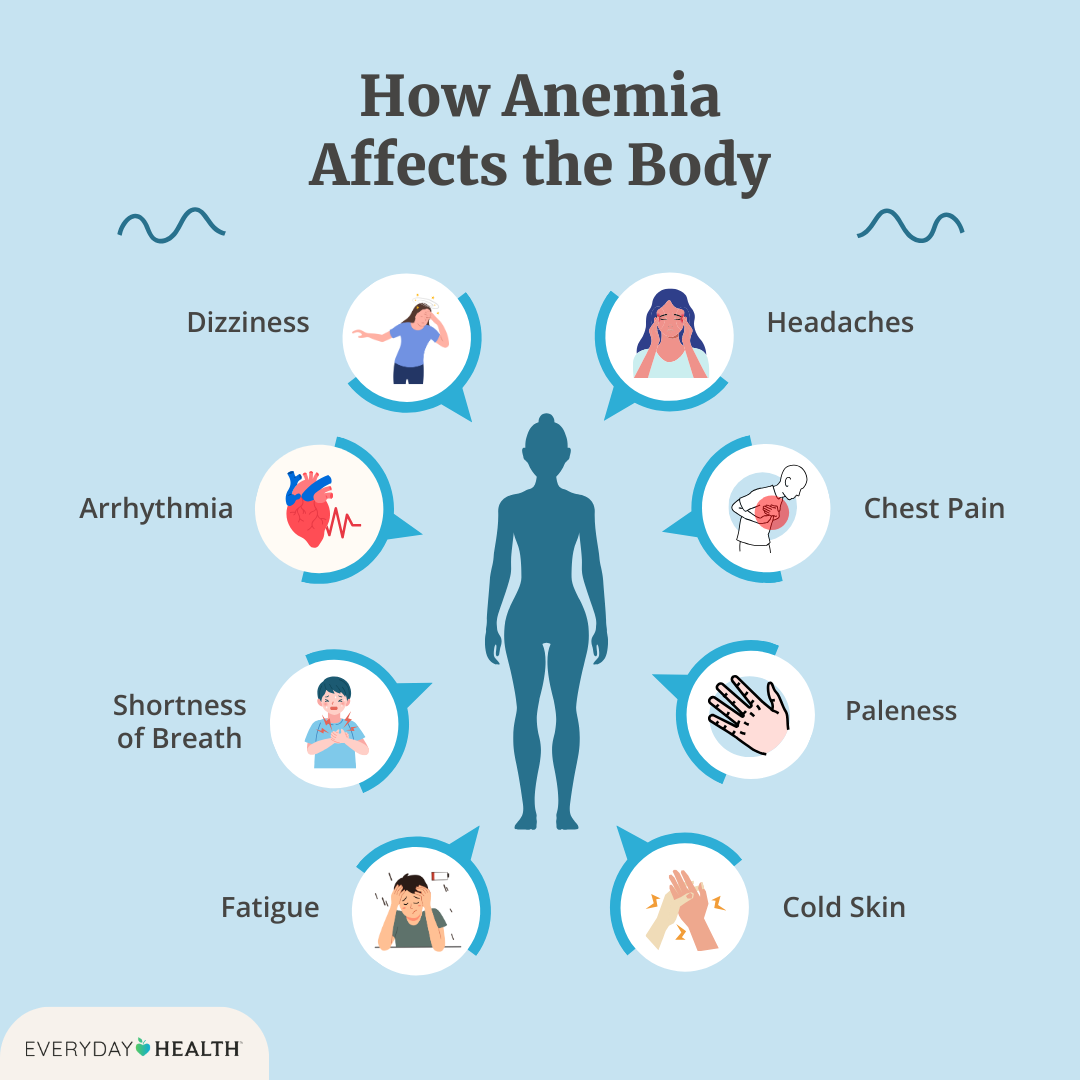 How Anemia
Affects the Body
Dizziness
Headaches
Arrhythmia
Chest Pain
Shortness
of Breath
Paleness
Fatigue
Cold Skin
EVERYDAY HEALTH